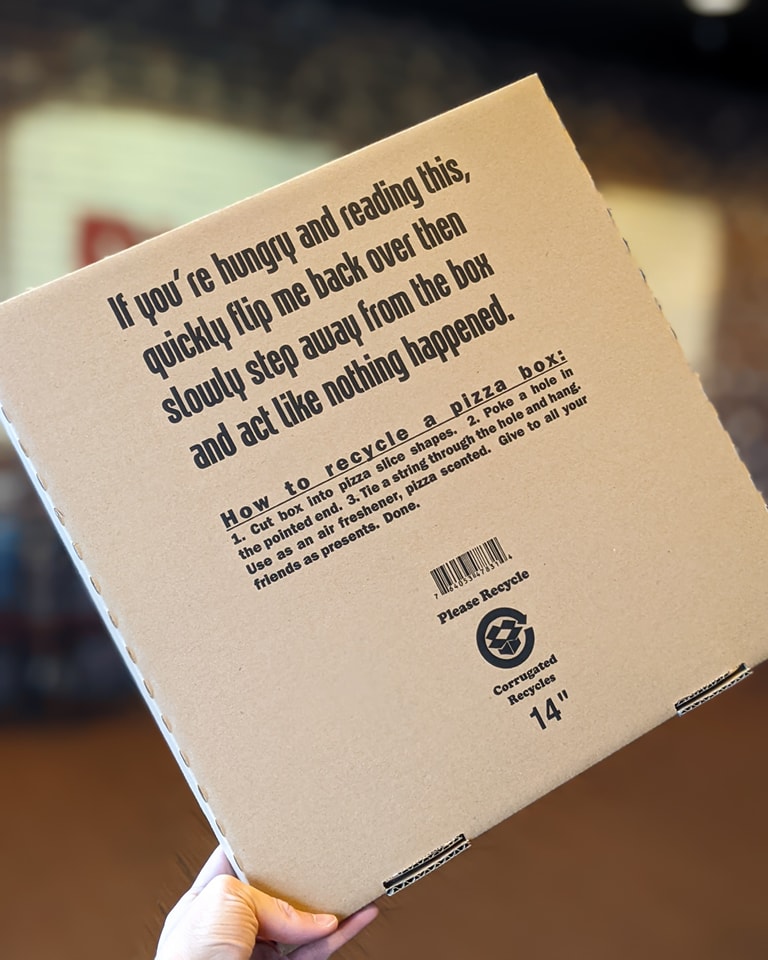 If you're hungry and reading this,
quickly flip me back over then
slowly step away from the box
and act like nothing happened.
How to recycle a pizza box:
1. Cut box into pizza slice shapes. 2. Poke a hole in
the pointed end. 3. Tie a string through the hole and hang.
Use as an air freshener, pizza scented. Give to all your
friends as presents. Done.
Please Recycle
Corrugated
Recycles
14"